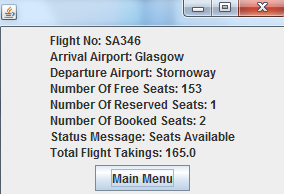 Flight No: SA346
Arrival Airport: Glasgow
Departure Airport: Stornoway
Number Of Free Seats: 153
Number Of Reserved Seats: 1
Number Of Booked Seats: 2
Status Message: Seats Available
Total Flight Takings: 165.0
Main Menu